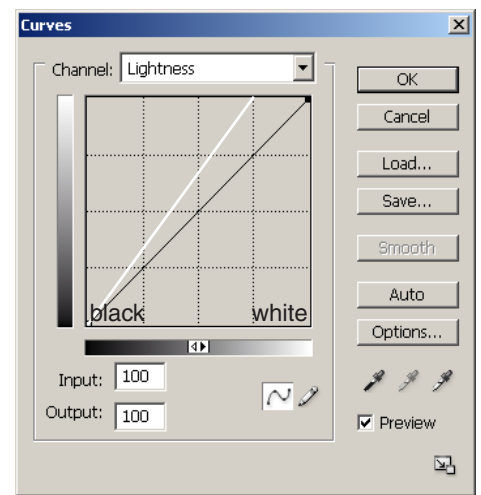 Curves
Channel: Lightness
OK
Cancel
Load...
Save...
Smooth
Auto
Options...
black white
Input: 100
Output: 100
Preview